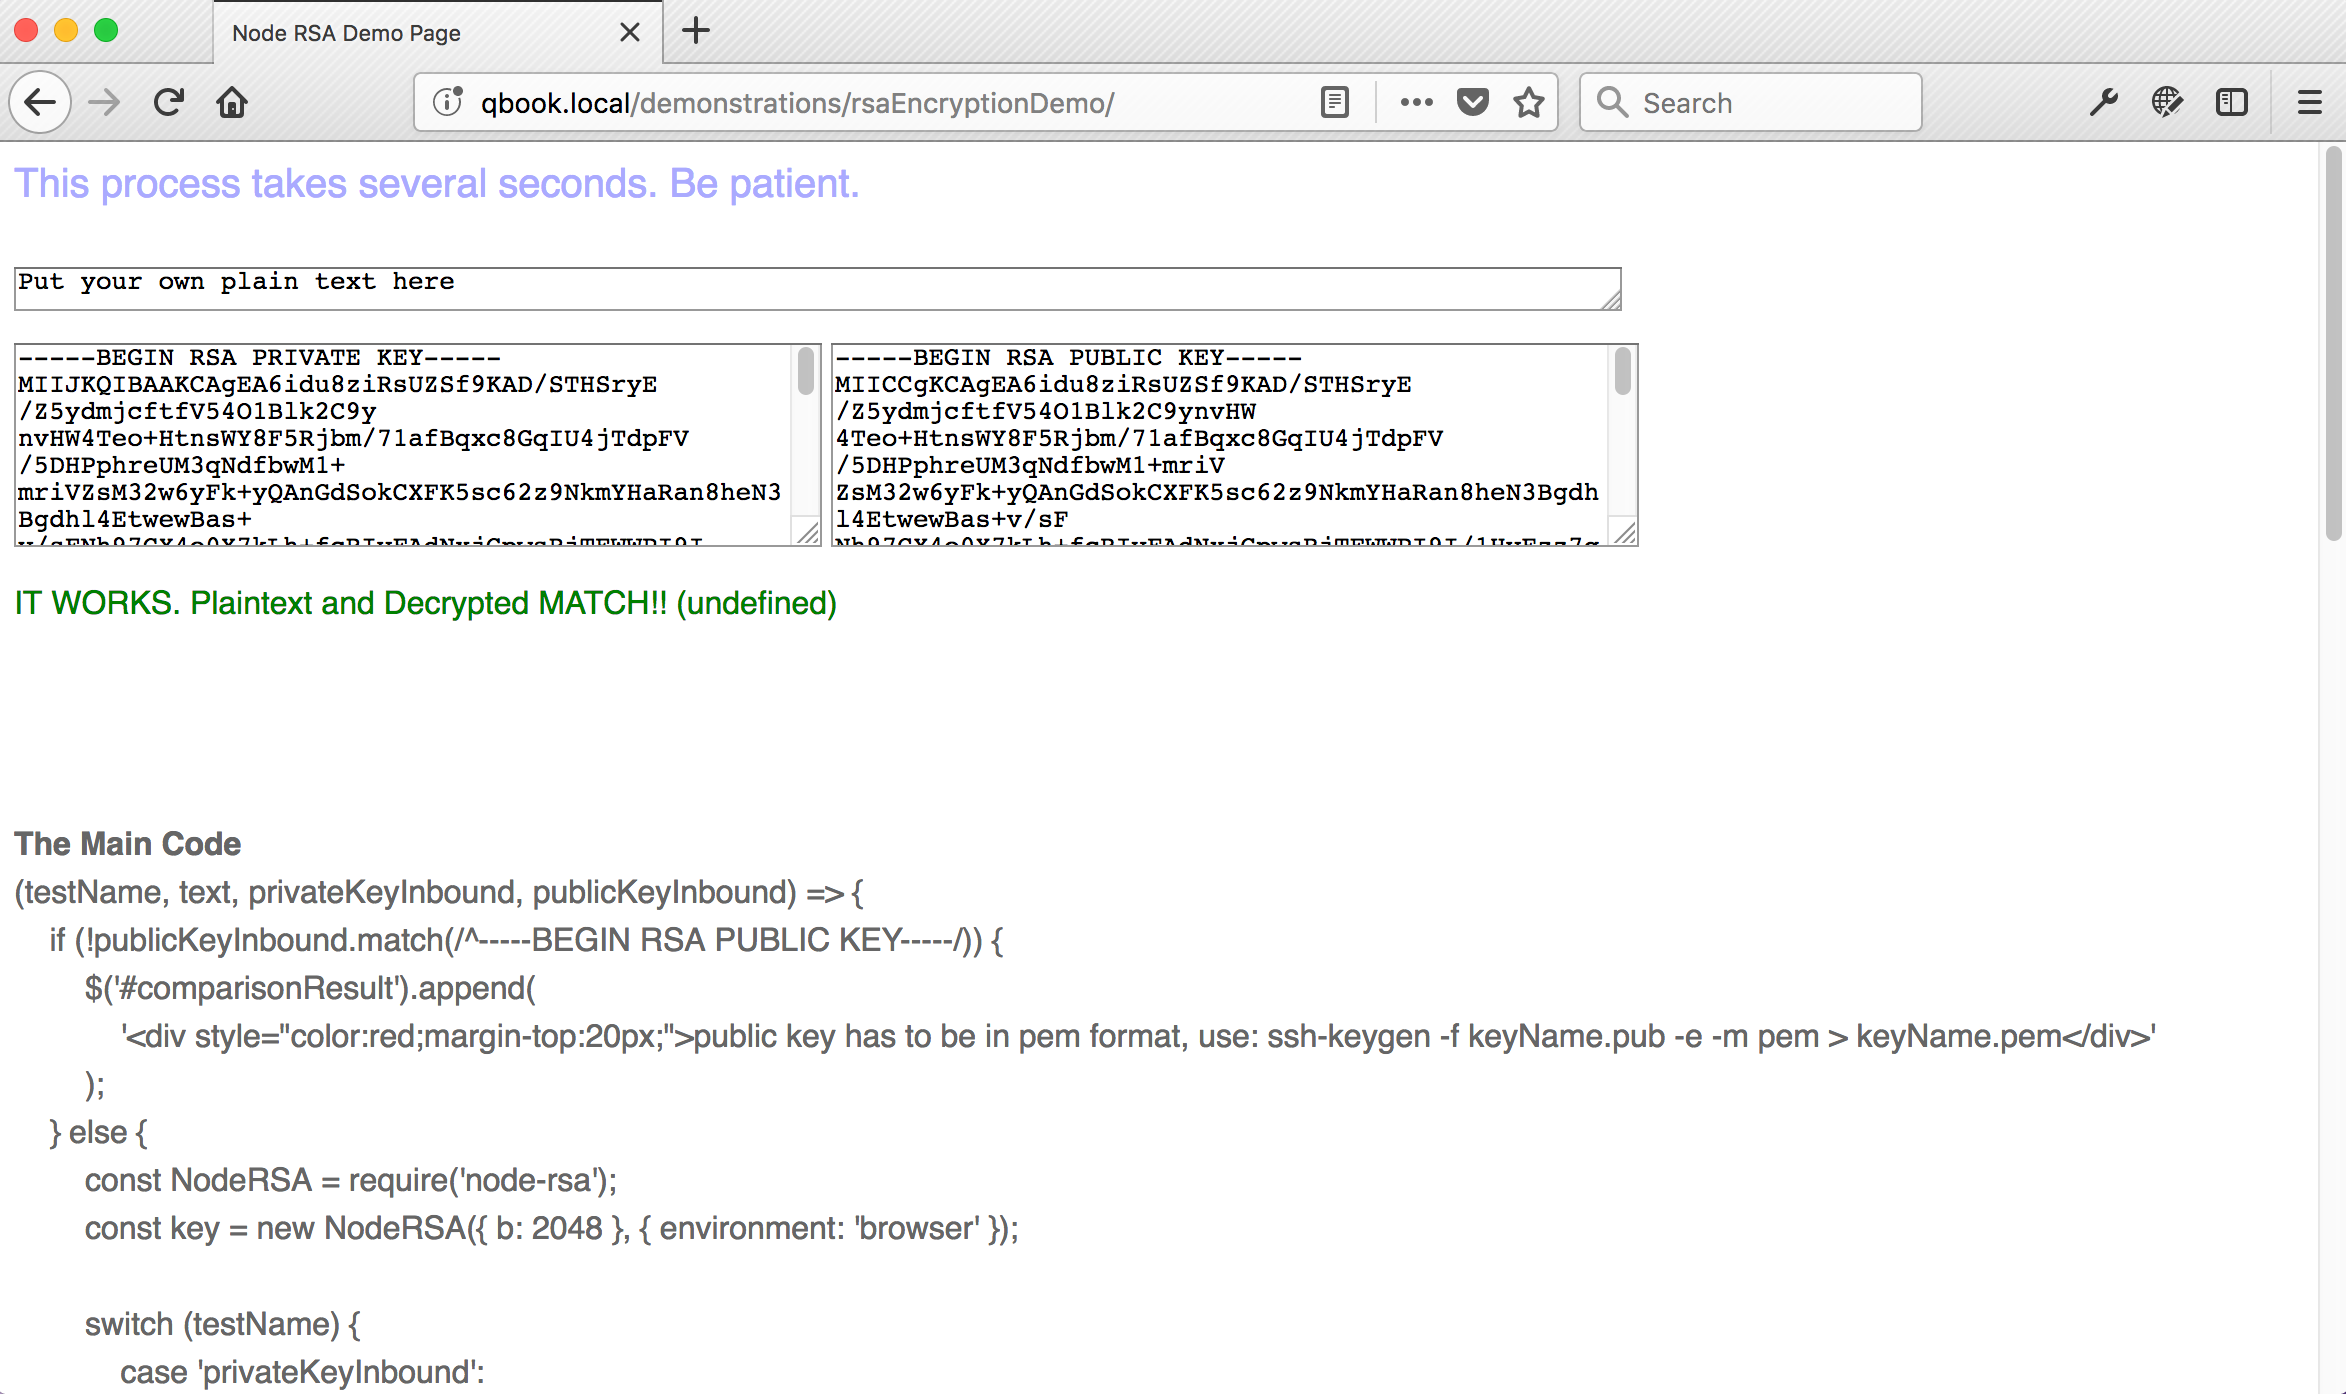 Node RSA Demo Page
qbook.local/demonstrations/rsaEncryptionDemo/
Search
This process takes several seconds. Be patient.
Put your own plain text here
-----BEGIN RSA PRIVATE KEY-----
MIIJKQIBAAKCAgEA6idu8ziRsUZSf9KAD/STHSryE
/Z5ydmjcftfV54O1Blk2C9y
nvHW4Teo+HtnsWY8F5Rjbm/71afBqxc8GqIU4jTdpFV
/5DHPphreUM3qNdfbwM1+
mriVZsM32w6yFk+yQAnGdSokCXFK5sc62z9NkmYHaRan8heN3
Bgdhl4EtwewBas+
-----BEGIN RSA PUBLIC KEY-----
MIICCgKCAgEA6idu8ziRsUZSf9KAD/STHSryE
/Z5ydmjcftfV54O1Blk2C9ynvHW
4Teo+HtnsWY8F5Rjbm/71afBqxc8GqIU4jTdpFV
/5DHPphreUM3qNdfbwM1+mriV
ZsM32w6yFk+yQAnGdSokCXFK5sc62z9NkmYHaRan8heN3Bgdh
l4EtwewBas+v/sF
IT WORKS. Plaintext and Decrypted MATCH!! (undefined)
The Main Code
(testName, text, privateKeyInbound, publicKeyInbound) => {
if (!publicKeyInbound.match(/^-----BEGIN RSA PUBLIC KEY-----/)) {
$('#comparisonResult').append(
'<div style="color:red;margin-top:20px;">public key has to be in pem format, use: ssh-keygen -f keyName.pub -e -m pem > keyName.pem</div>'
);
} else {
const NodeRSA = require('node-rsa');
const key = new NodeRSA({ b: 2048 }, { environment: 'browser' });
switch (testName) {
case 'privateKeyInbound':